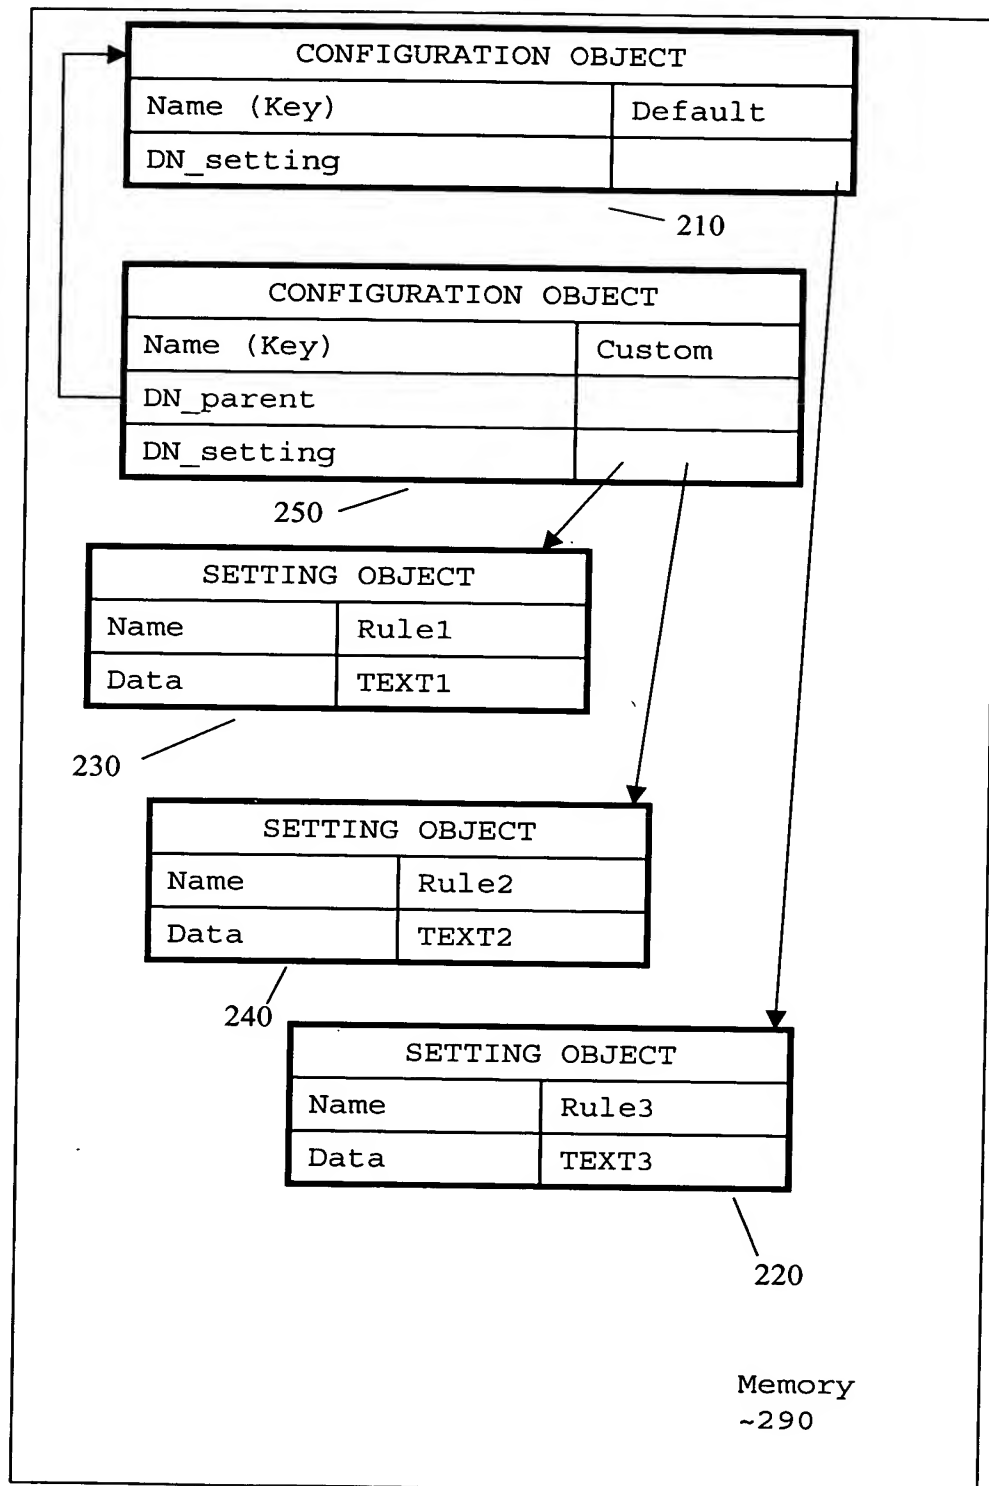 CONFIGURATION OBJECT
Name (Key) Default
DN_setting
210
CONFIGURATION OBJECT
Name (Key) Custom
DN_parent
DN_setting
250
SETTING OBJECT
Name Rule1
Data TEXT1
230
SETTING OBJECT
Name Rule2
Data TEXT2
240
SETTING OBJECT
Name Rule3
Data TEXT3
220
Memory
~290